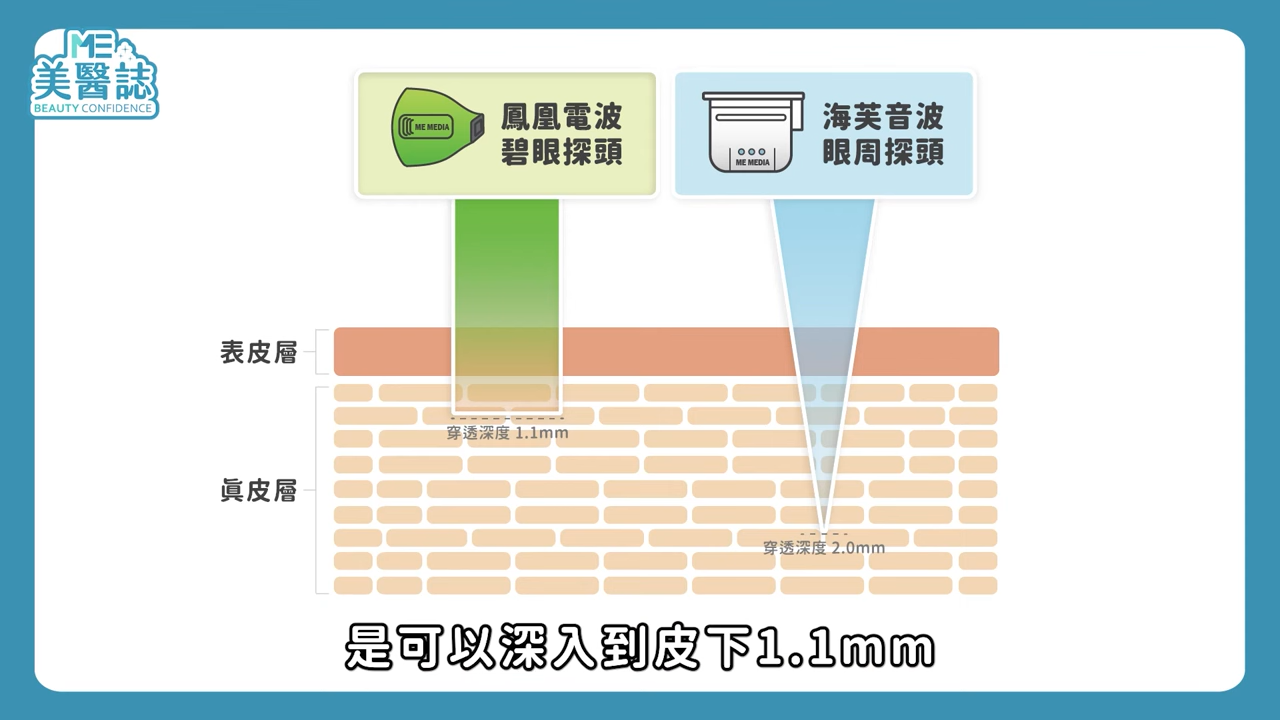 ME
美醫誌
BEAUTY CONFIDENCE
ME MEDIA
鳳凰電波
碧眼探頭
ME MEDIA
海芙音波
眼周探頭
表皮層
穿透深度 1.1mm
真皮層
穿透深度 2.0mm
是可以深入到皮下1.1mm